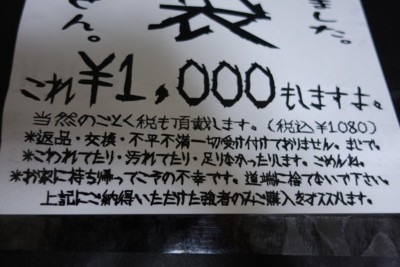 ました。
せん。
袋
これ¥1,000もしますよ。
当然のごとく税も頂戴します。(税込¥1080)
*返品・交換・不平不満一切受け付けておりません。まじで。
*こわれてたり・汚れてたり・足りなかったりします。ごめんね。
*お家に持ち帰ってこその不幸です。道端に捨てないで下さい。
上記にご納得いただけた強者のみご購入をオススメします。